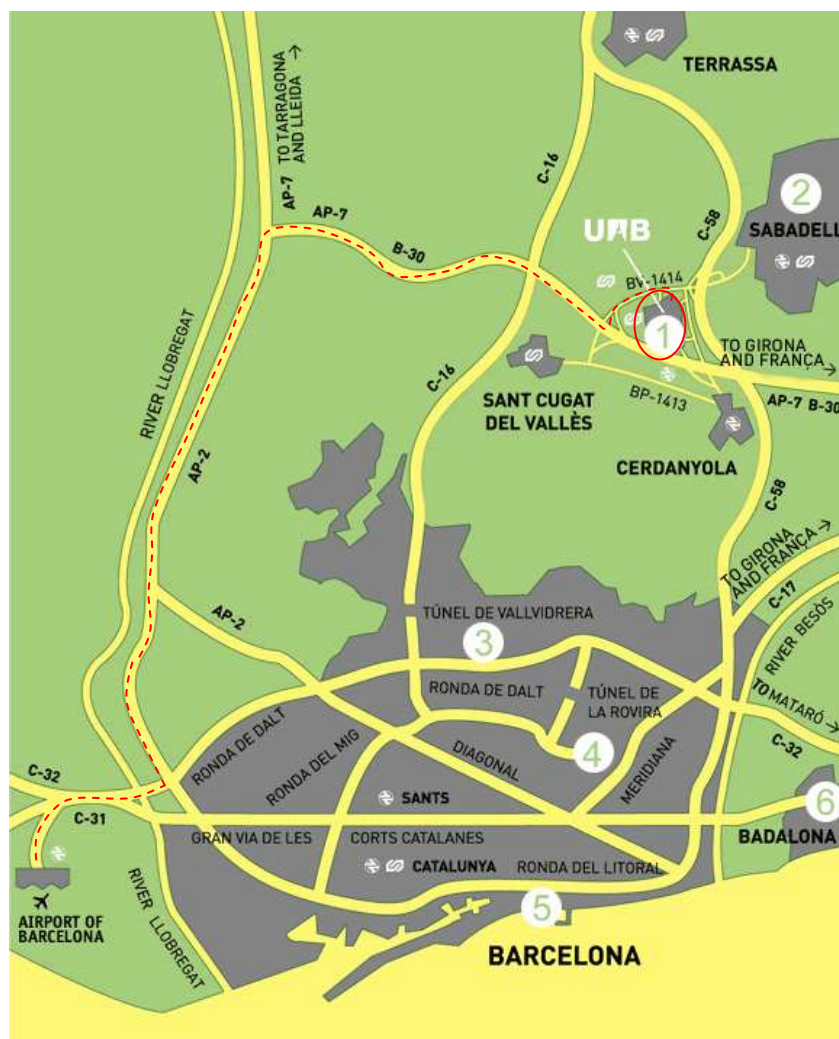 TERRASSA
AP-7 TO TARRAGONA
AND LLEIDA →
C-16
2
SABADELL
C-58
AP-7
B-30
UAB
BV-1414
1
RIVER LLOBREGAT
TO GIRONA
AND FRANÇA →
C-16
SANT CUGAT
DEL VALLÈS
BP-1413
AP-7 B-30
AP-2
CERDANYOLA
C-58
TO GIRONA
AND FRANÇA →
C-17
AP-2
TÚNEL DE VALLVIDRERA
RIVER BESÒS
3
RONDA DE DALT
TÚNEL DE
LA ROVIRA
TO MATARÓ →
RONDA DE DALT
RONDA DEL MIG
DIAGONAL
4
MERIDIANA
C-32
C-32
SANTS
6
C-31
GRAN VIA DE LES CORTS CATALANES
BADALONA
CATALUNYA
RONDA DEL LITORAL
AIRPORT OF
BARCELONA
RIVER LLOBREGAT
5
BARCELONA